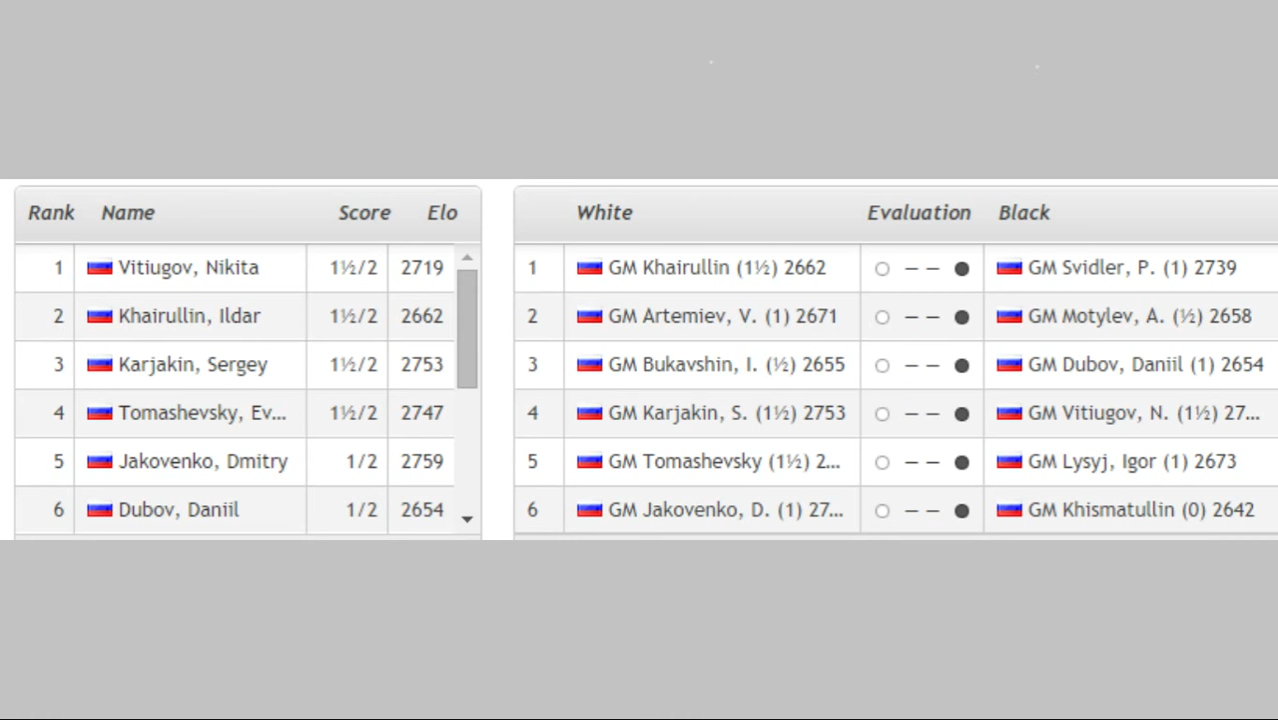 Rank Name Score Elo
1 Vitiugov, Nikita 1½/2 2719
2 Khairullin, Ildar 1½/2 2662
3 Karjakin, Sergey 1½/2 2753
4 Tomashevsky, Ev... 1½/2 2747
5 Jakovenko, Dmitry 1/2 2759
6 Dubov, Daniil 1/2 2654
White Evaluation Black
1 GM Khairullin (1½) 2662 – – GM Svidler, P. (1) 2739
2 GM Artemiev, V. (1) 2671 – – GM Motylev, A. (½) 2658
3 GM Bukavshin, I. (½) 2655 – – GM Dubov, Daniil (1) 2654
4 GM Karjakin, S. (1½) 2753 – – GM Vitiugov, N. (1½) 27...
5 GM Tomashevsky (1½) 2... – – GM Lysyj, Igor (1) 2673
6 GM Jakovenko, D. (1) 27... – – GM Khismatullin (0) 2642